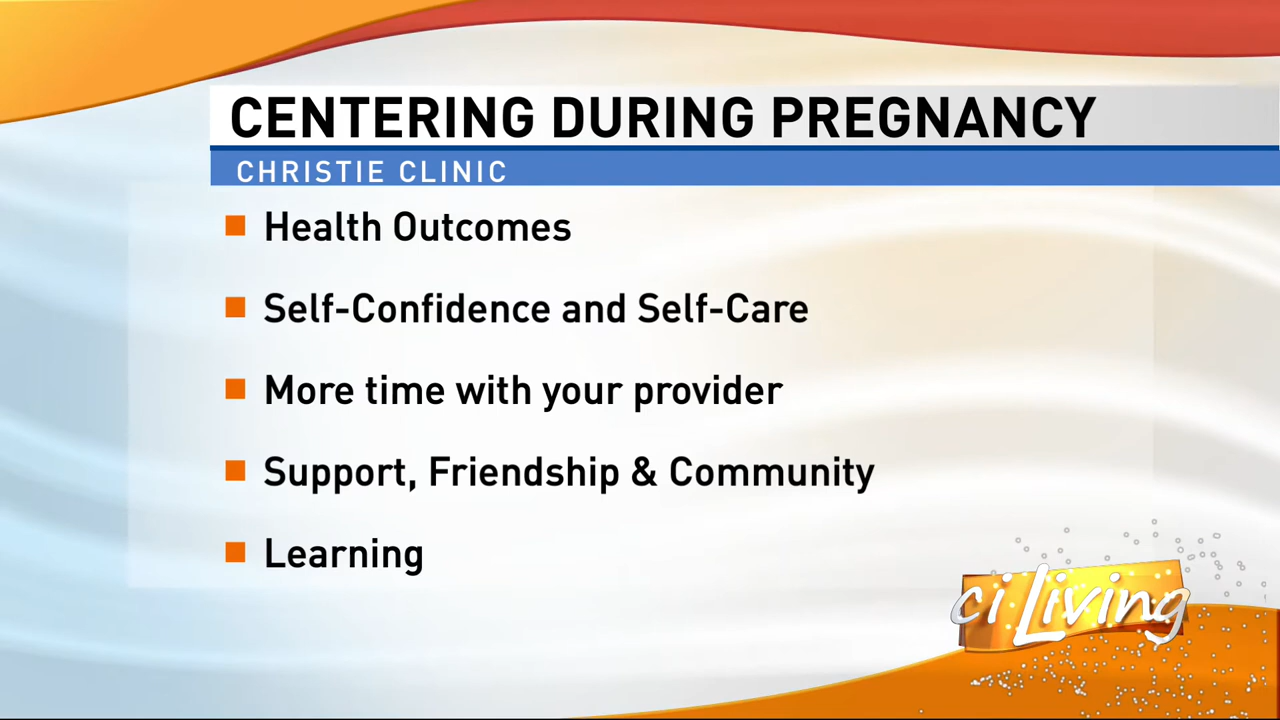 CENTERING DURING PREGNANCY
CHRISTIE CLINIC
Health Outcomes
Self-Confidence and Self-Care
More time with your provider
Support, Friendship & Community
Learning
ci Living